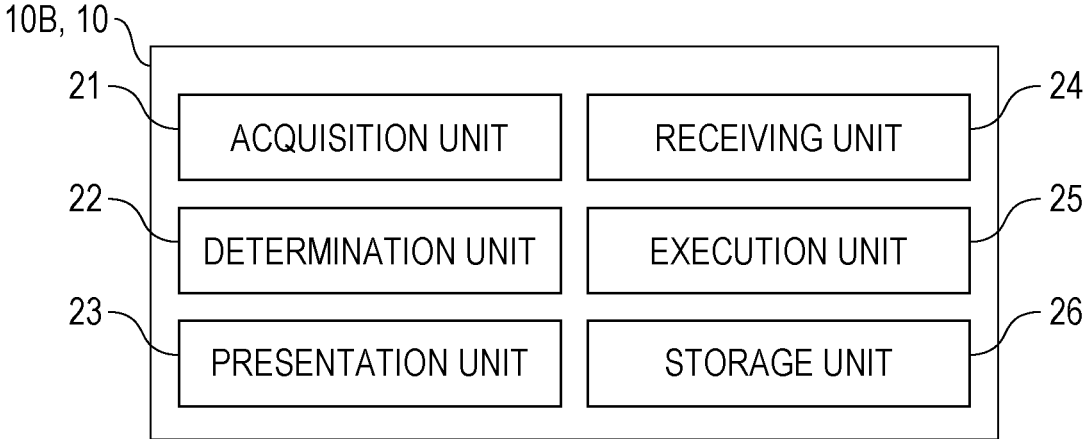 10B, 10
21 ACQUISITION UNIT RECEIVING UNIT 24
22 DETERMINATION UNIT EXECUTION UNIT 25
23 PRESENTATION UNIT STORAGE UNIT 26